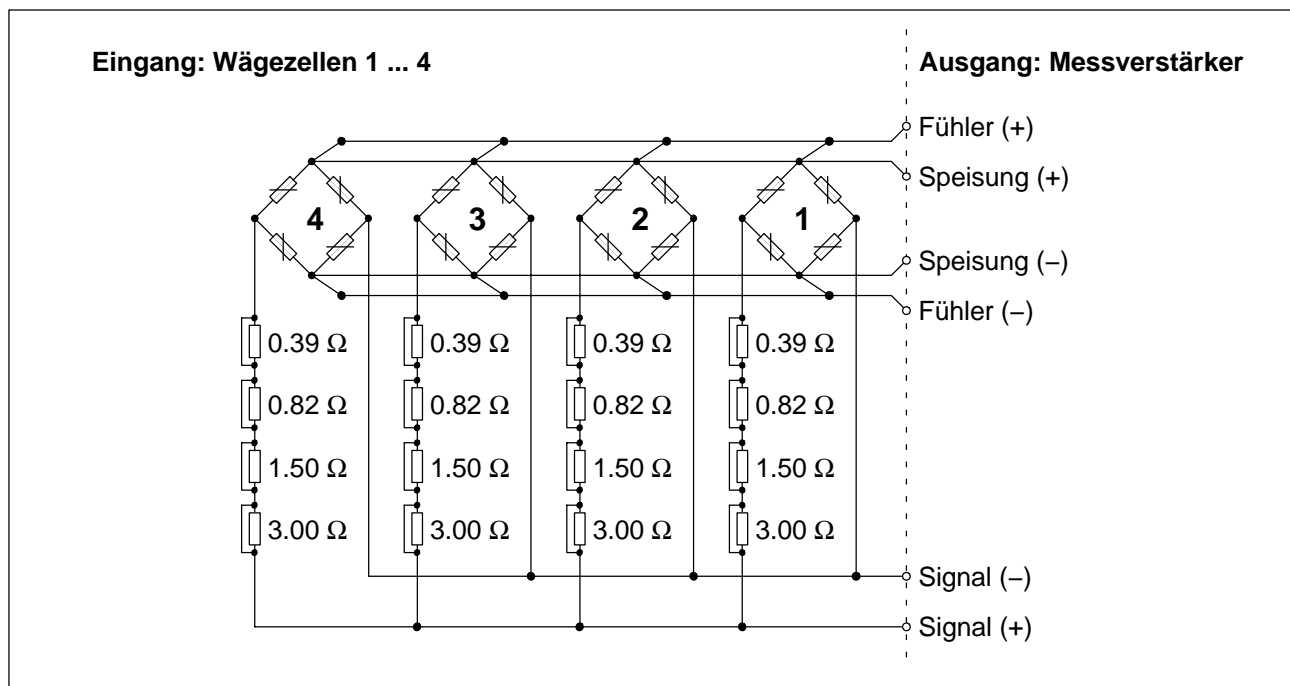 Eingang: Wägezellen 1 ... 4
Ausgang: Messverstärker
Fühler (+)
Speisung (+)
4 3 2 1
Speisung (–)
Fühler (–)
0.39 Ω 0.39 Ω 0.39 Ω 0.39 Ω
0.82 Ω 0.82 Ω 0.82 Ω 0.82 Ω
1.50 Ω 1.50 Ω 1.50 Ω 1.50 Ω
3.00 Ω 3.00 Ω 3.00 Ω 3.00 Ω
Signal (–)
Signal (+)